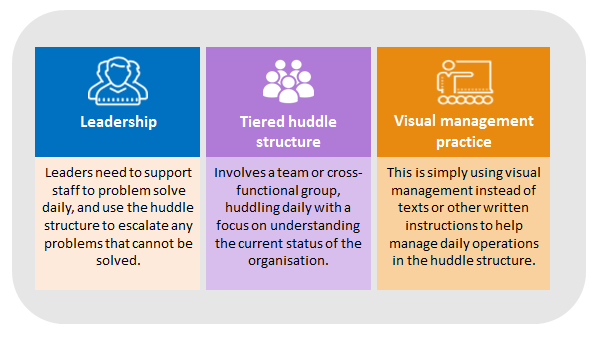 Leadership
Leaders need to support
staff to problem solve
daily, and use the huddle
structure to escalate any
problems that cannot be
solved.
Tiered huddle
structure
Involves a team or cross-
functional group,
huddling daily with a
focus on understanding
the current status of the
organisation.
Visual management
practice
This is simply using visual
management instead of
texts or other written
instructions to help
manage daily operations
in the huddle structure.